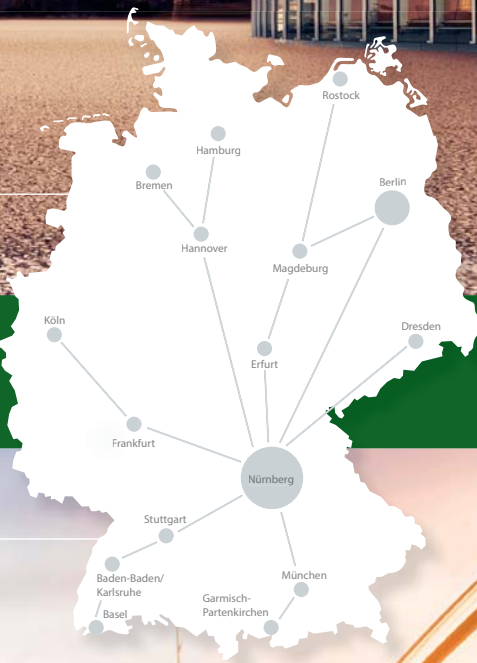 Rostock
Hamburg
Berlin
Bremen
Hannover
Magdeburg
Köln
Dresden
Erfurt
Frankfurt
Nürnberg
Stuttgart
München
Baden-Baden/
Karlsruhe
Garmisch-
Partenkirchen
Basel